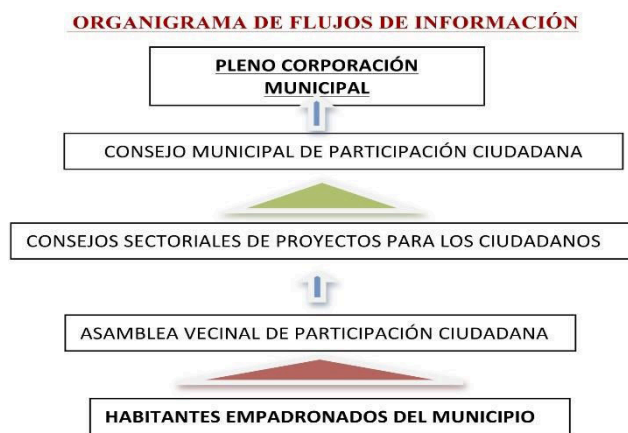 ORGANIGRAMA DE FLUJOS DE INFORMACIÓN
PLENO CORPORACIÓN
MUNICIPAL
CONSEJO MUNICIPAL DE PARTICIPACIÓN CIUDADANA
CONSEJOS SECTORIALES DE PROYECTOS PARA LOS CIUDADANOS
ASAMBLEA VECINAL DE PARTICIPACIÓN CIUDADANA
HABITANTES EMPADRONADOS DEL MUNICIPIO